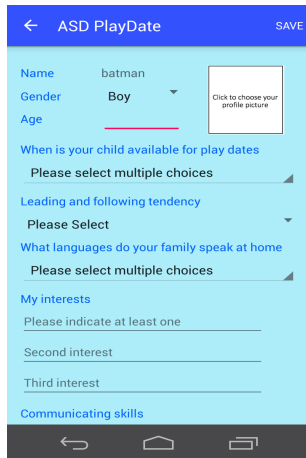 ASD PlayDate SAVE
Name batman
Gender Boy
Click to choose your
profile picture
Age
When is your child available for play dates
Please select multiple choices
Leading and following tendency
Please Select
What languages do your family speak at home
Please select multiple choices
My interests
Please indicate at least one
Second interest
Third interest
Communicating skills